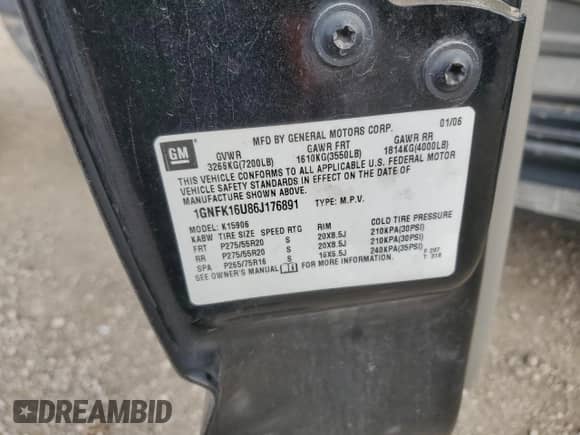 MFD BY GENERAL MOTORS CORP. 01/06
GM GVWR GAWR FRT GAWR RR
3266KG(7200LB) 1610KG(3550LB) 1814KG(4000LB)
THIS VEHICLE CONFORMS TO ALL APPLICABLE U.S. FEDERAL MOTOR
VEHICLE SAFETY STANDARDS IN EFFECT ON THE DATE OF
MANUFACTURE SHOWN ABOVE.
1GNFK16U86J176891 TYPE: M.P.V.
MODEL: K15906
KABW TIRE SIZE SPEED RTG RIM COLD TIRE PRESSURE
FRT P275/55R20 S 20X8.5J 210KPA(30PSI)
RR P275/55R20 S 20X8.5J 210KPA(30PSI)
SPA P265/75R16 S 16X6.5J 240KPA(35PSI)
SEE OWNER'S MANUAL FOR MORE INFORMATION.
DREAMBID